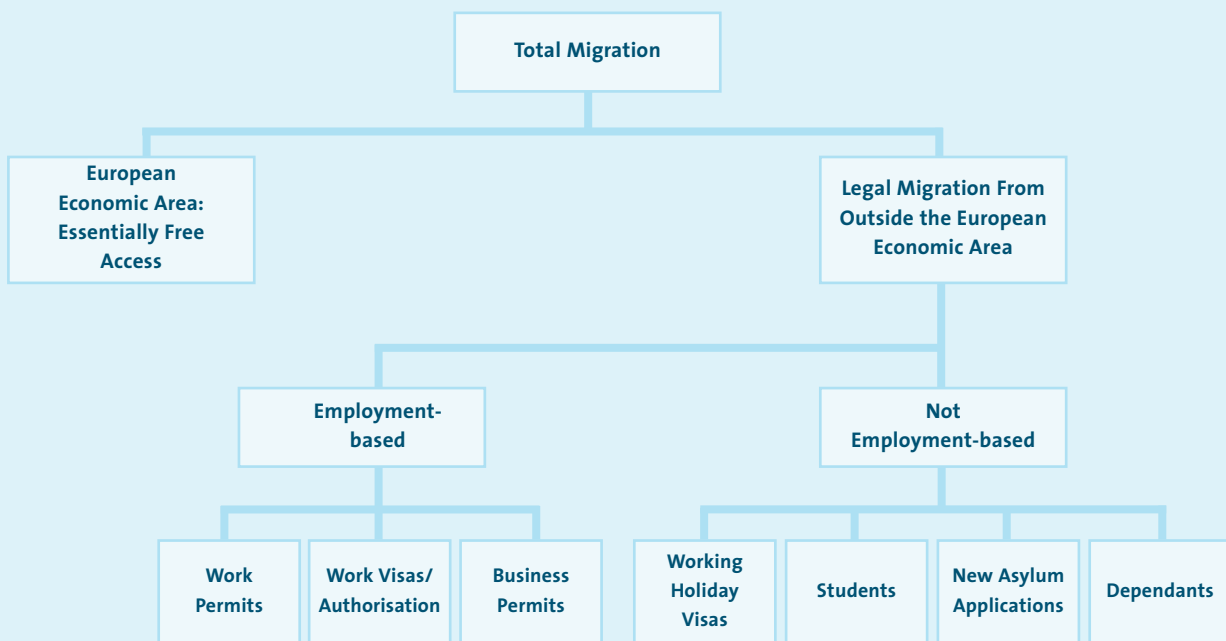 Total Migration
European
Economic Area:
Essentially Free
Access
Legal Migration From
Outside the European
Economic Area
Employment-
based
Not
Employment-based
Work
Permits
Work Visas/
Authorisation
Business
Permits
Working
Holiday
Visas
Students
New Asylum
Applications
Dependants